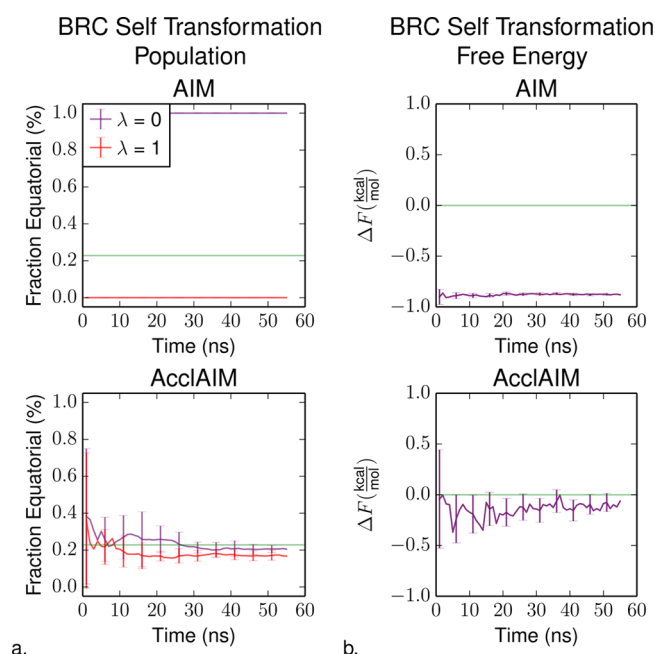 BRC Self Transformation
Population
AIM
Fraction Equatorial (%)
1.0
0.8
0.6
0.4
0.2
0.0
λ = 0
λ = 1
0 10 20 30 40 50 60
Time (ns)
BRC Self Transformation
Free Energy
AIM
ΔF(kcal/mol)
1.0
0.5
0.0
−0.5
−1.0
0 10 20 30 40 50 60
Time (ns)
AcclAIM
Fraction Equatorial (%)
1.0
0.8
0.6
0.4
0.2
0.0
0 10 20 30 40 50 60
Time (ns)
a.
AcclAIM
ΔF(kcal/mol)
1.0
0.5
0.0
−0.5
−1.0
0 10 20 30 40 50 60
Time (ns)
b.